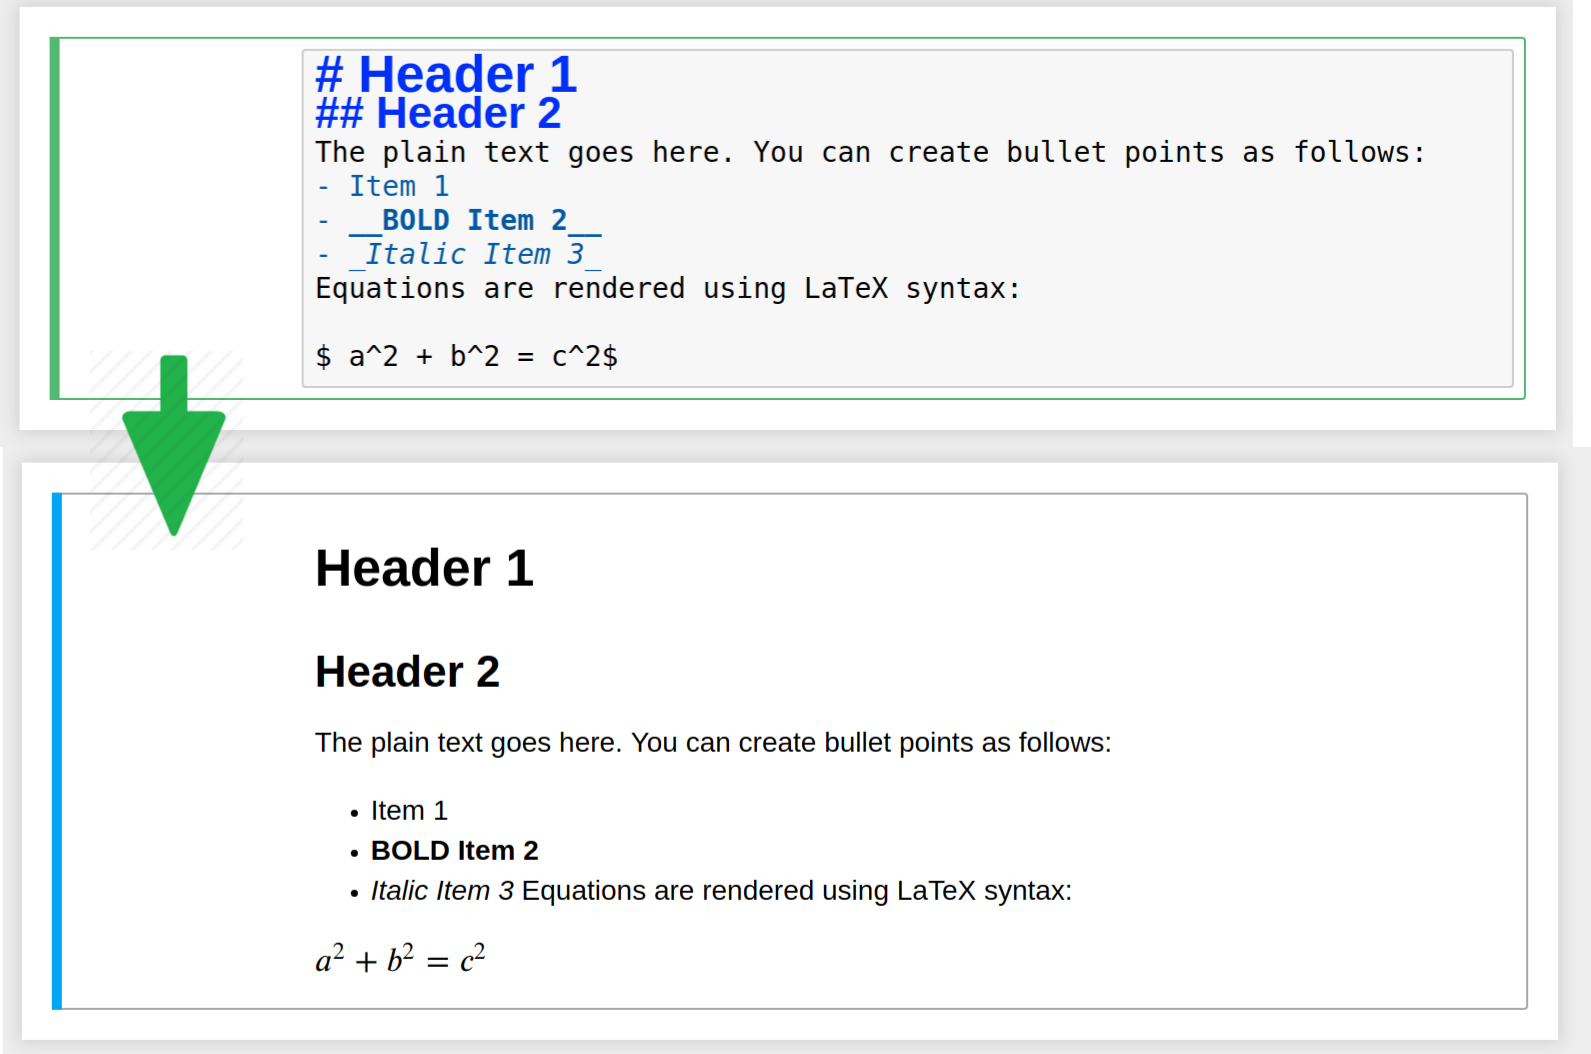 # Header 1
## Header 2
The plain text goes here. You can create bullet points as follows:
- Item 1
- __BOLD Item 2__
- _Italic Item 3_
Equations are rendered using LaTeX syntax:
$ a^2 + b^2 = c^2$
Header 1
Header 2
The plain text goes here. You can create bullet points as follows:
• Item 1
• BOLD Item 2
• Italic Item 3 Equations are rendered using LaTeX syntax:
a² + b² = c²